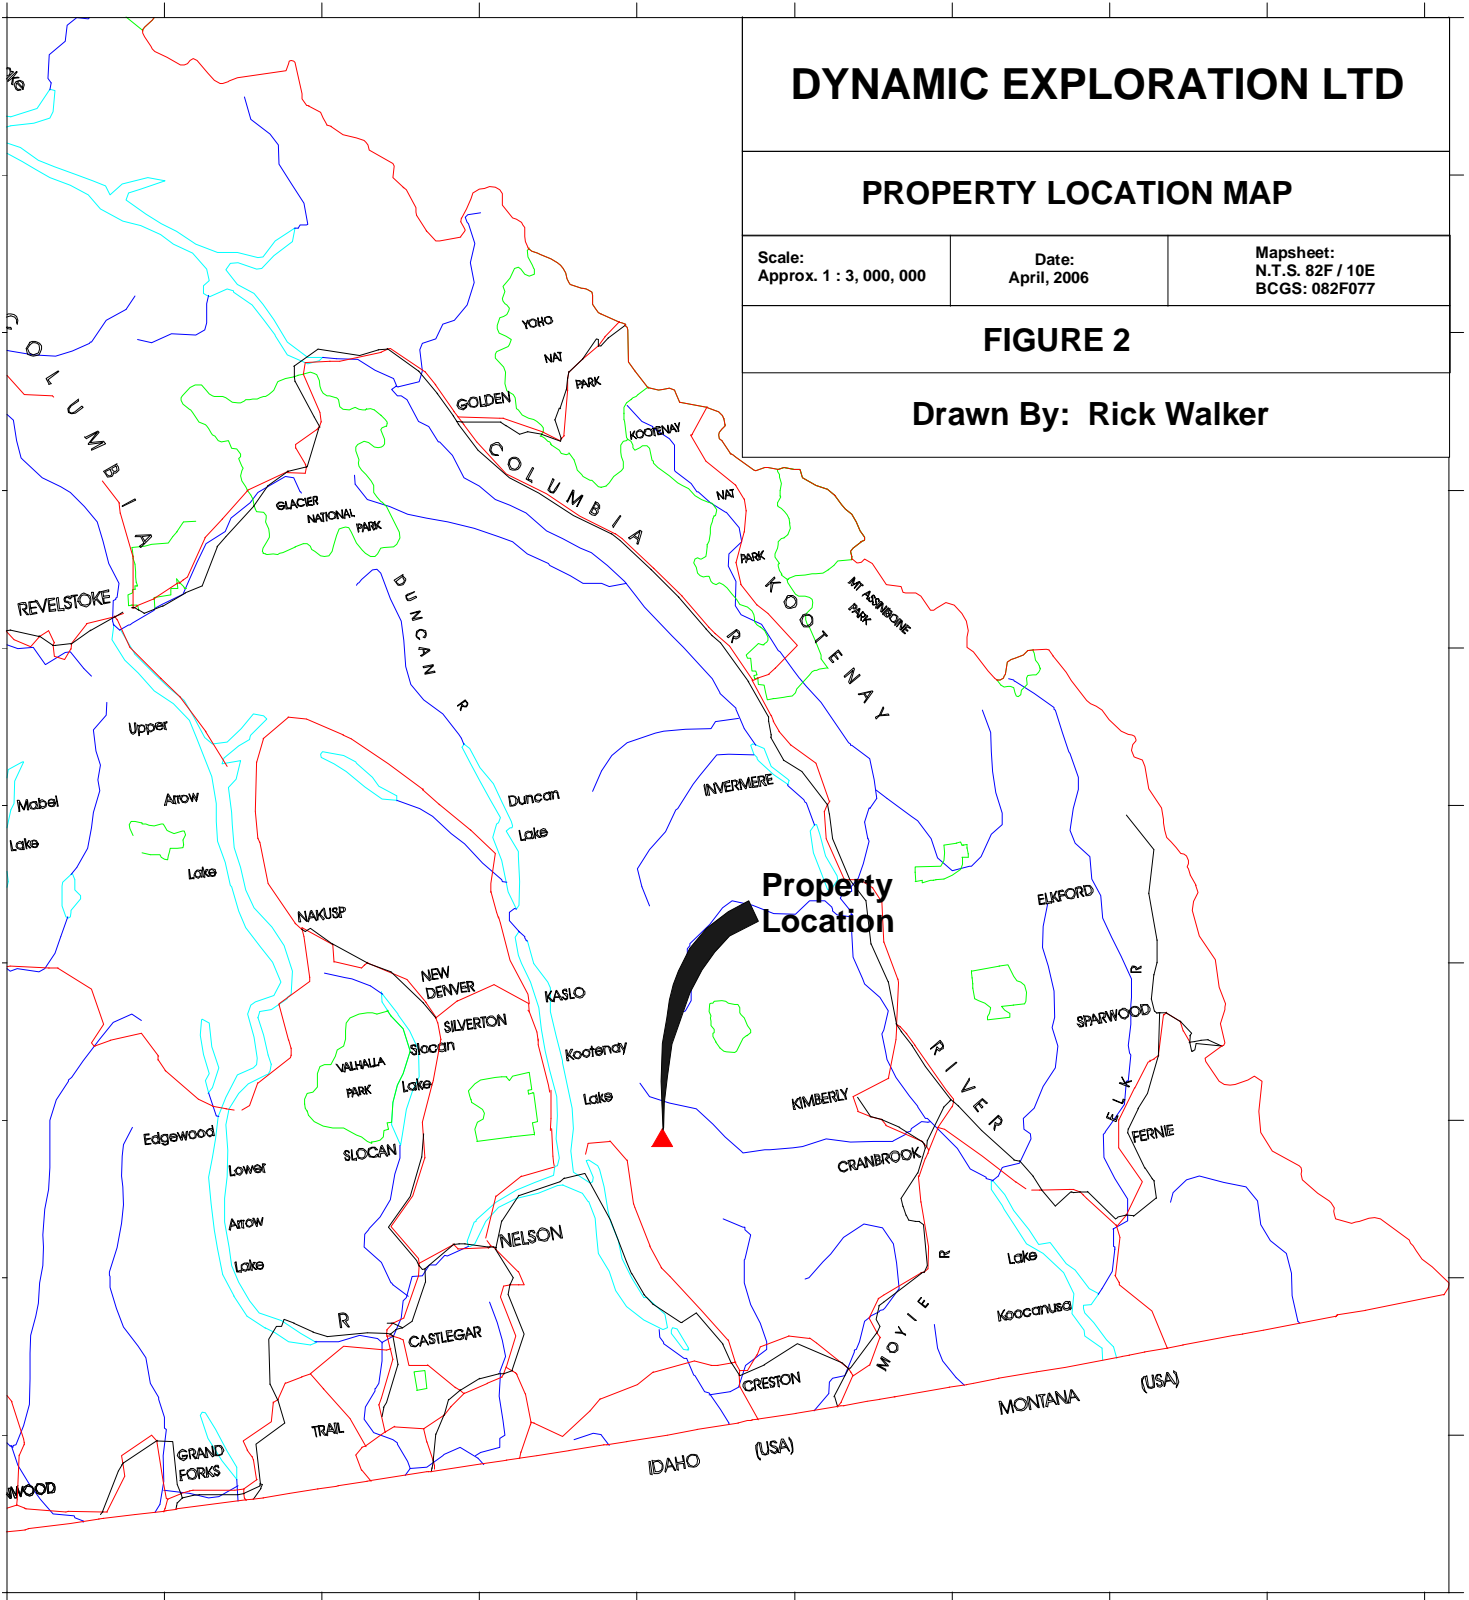 DYNAMIC EXPLORATION LTD
PROPERTY LOCATION MAP
Scale:
Approx. 1 : 3, 000, 000
Date:
April, 2006
Mapsheet:
N.T.S. 82F / 10E
BCGS: 082F077
FIGURE 2
Drawn By: Rick Walker
YOHO
NAT
PARK
GOLDEN
KOOTENAY
NAT
PARK
COLUMBIA
COLUMBIA
R
GLACIER
NATIONAL
PARK
KOOTENAY
MT ASSINIBOINE
PARK
REVELSTOKE
DUNCAN
R
Upper
Arrow
Lake
Mabel
Lake
Duncan
Lake
INVERMERE
Property
Location
ELKFORD
NAKUSP
NEW
DENVER
SILVERTON
KASLO
Slocan
Lake
VALHALLA
PARK
Kootenay
Lake
SPARWOOD
RIVER
ELK
R
KIMBERLY
CRANBROOK
FERNIE
Edgewood
SLOCAN
Lower
Arrow
Lake
NELSON
Lake
Koocanusa
MOYIE
R
R
CASTLEGAR
CRESTON
TRAIL
GRAND
FORKS
NWOOD
IDAHO
(USA)
MONTANA
(USA)